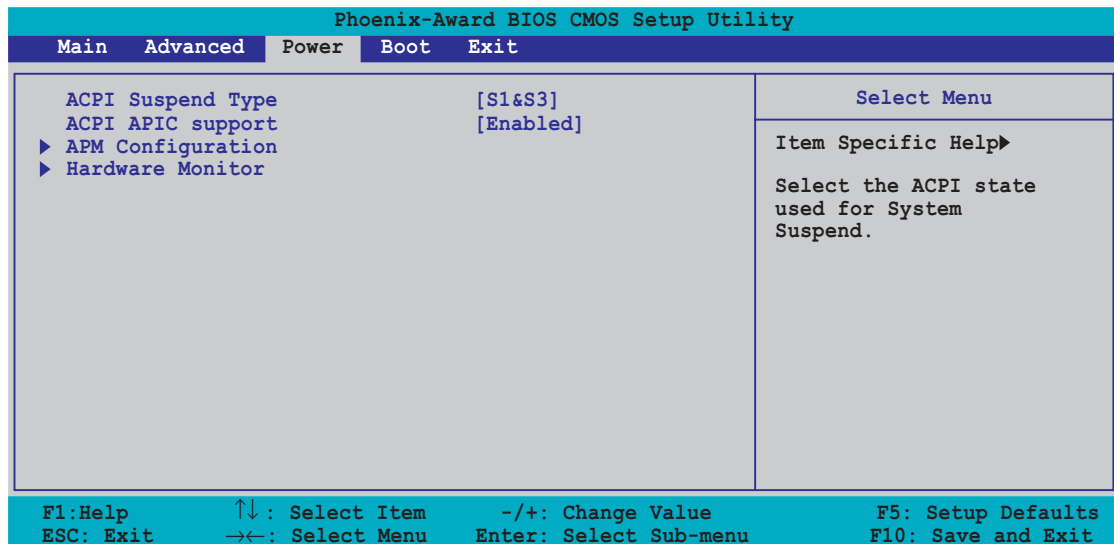 Phoenix-Award BIOS CMOS Setup Utility
Main Advanced Power Boot Exit
ACPI Suspend Type [S1&S3]
ACPI APIC support [Enabled]
▶ APM Configuration
▶ Hardware Monitor
Select Menu
Item Specific Help▶
Select the ACPI state
used for System
Suspend.
F1:Help ↑↓: Select Item -/+: Change Value F5: Setup Defaults
ESC: Exit →←: Select Menu Enter: Select Sub-menu F10: Save and Exit